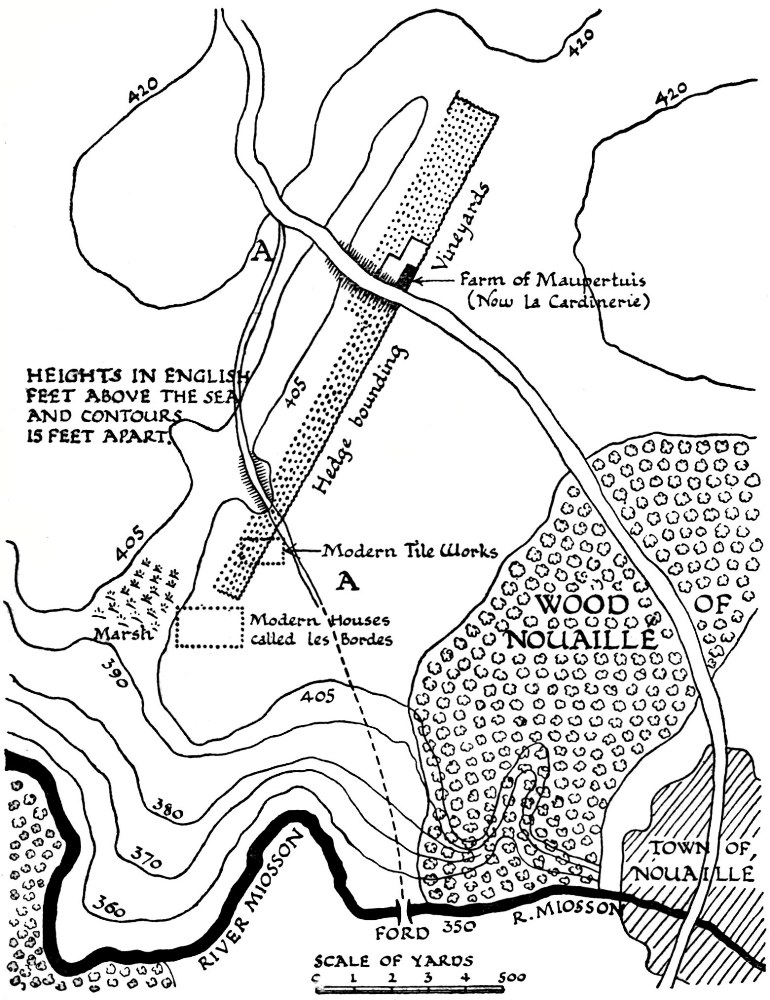 420
420
420
A
Vineyards
Farm of Maupertuis
(Now la Cardinerie)
HEIGHTS IN ENGLISH
FEET ABOVE THE SEA
AND CONTOURS
15 FEET APART.
405
Hedge bounding
405
Modern Tile Works
A
Marsh
Modern Houses
called les Bordes
WOOD OF
NOUAILLÉ
390
405
380
370
360
RIVER MIOSSON
TOWN OF
NOUAILLÉ
R. MIOSSON
FORD
350
SCALE OF YARDS
0 1 2 3 4 500